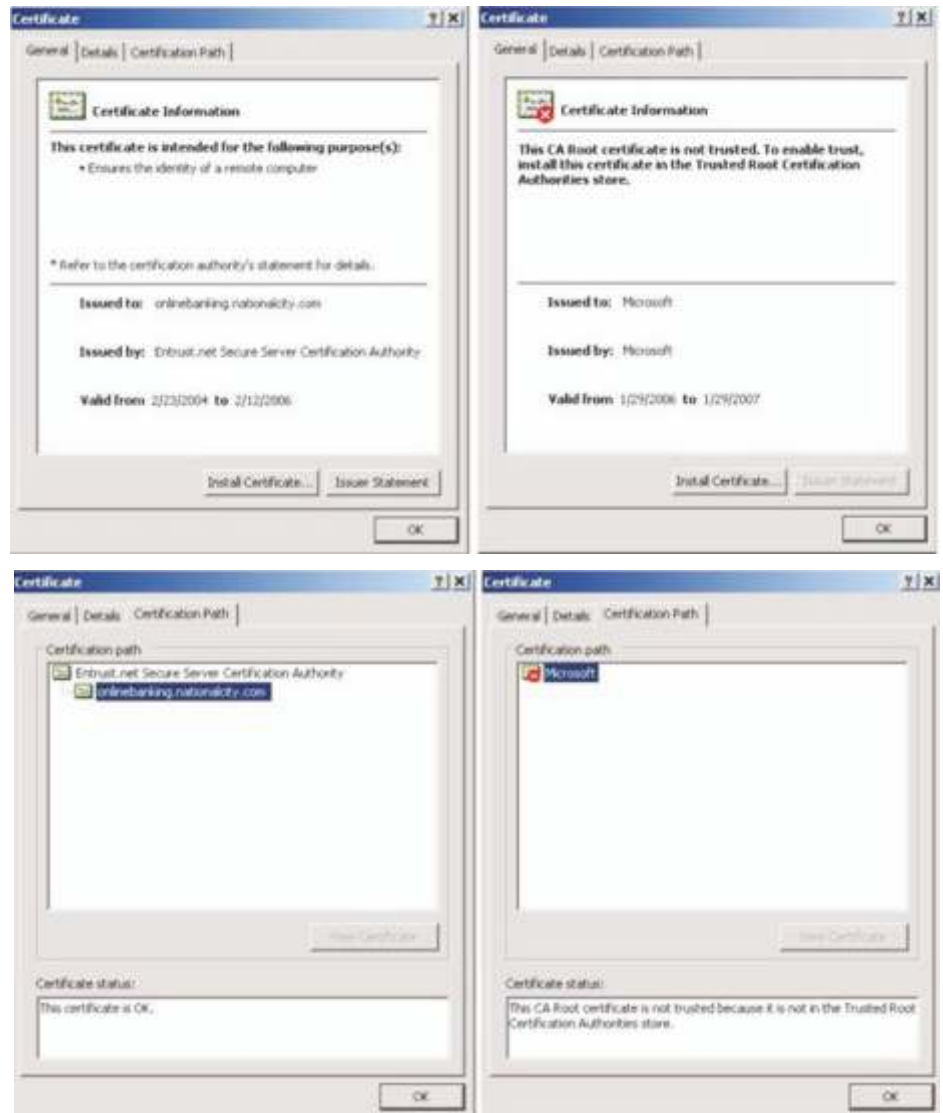 Certificate
General Details Certification Path
Certificate Information
This certificate is intended for the following purpose(s):
• Ensures the identity of a remote computer
* Refer to the certification authority's statement for details.
Issued to: onlinebanking.nationalcity.com
Issued by: Entrust.net Secure Server Certification Authority
Valid from 2/23/2004 to 2/12/2006
Install Certificate... Issuer Statement
OK
Certificate
General Details Certification Path
Certificate Information
This CA Root certificate is not trusted. To enable trust,
install this certificate in the Trusted Root Certification
Authorities store.
Issued to: Microsoft
Issued by: Microsoft
Valid from 1/29/2006 to 1/29/2007
Install Certificate... Issuer Statement
OK
Certificate
General Details Certification Path
Certification path
Entrust.net Secure Server Certification Authority
onlinebanking.nationalcity.com
View Certificate
Certificate status:
This certificate is OK.
OK
Certificate
General Details Certification Path
Certification path
Microsoft
View Certificate
Certificate status:
This CA Root certificate is not trusted because it is not in the Trusted Root
Certification Authorities store.
OK